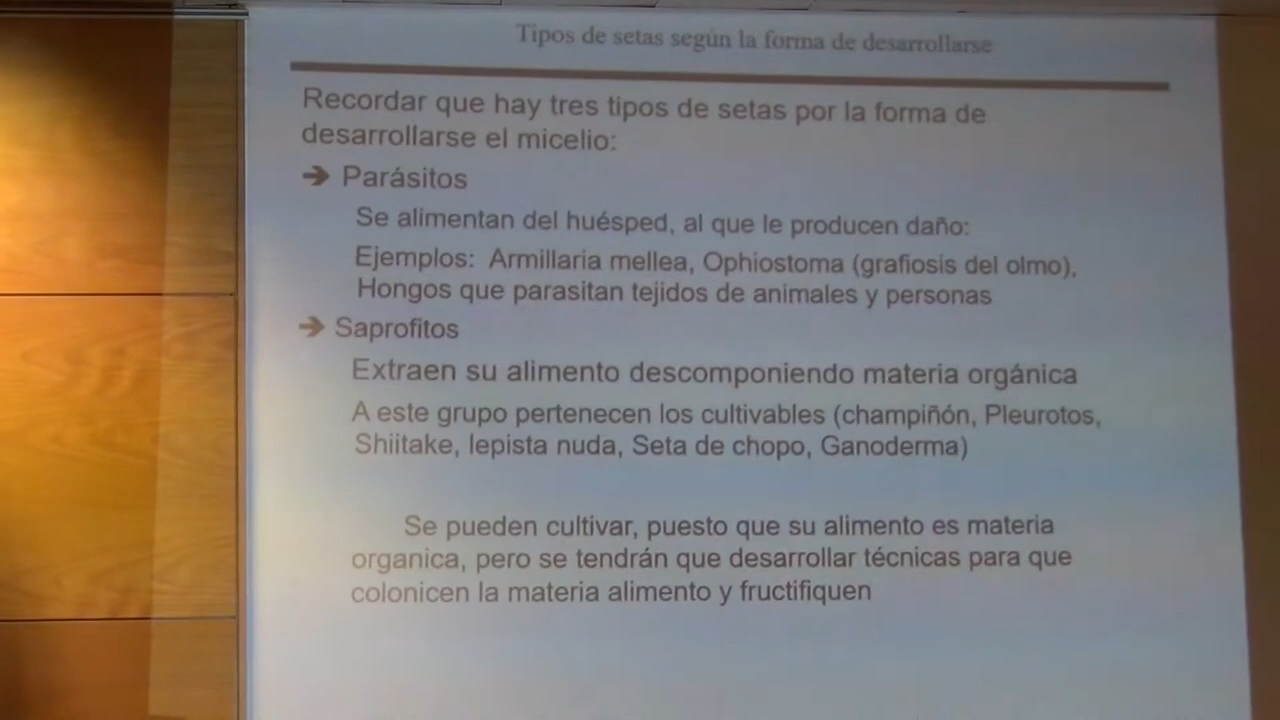 Tipos de setas según la forma de desarrollarse
Recordar que hay tres tipos de setas por la forma de
desarrollarse el micelio:
➔ Parásitos
Se alimentan del huésped, al que le producen daño:
Ejemplos: Armillaria mellea, Ophiostoma (grafiosis del olmo),
Hongos que parasitan tejidos de animales y personas
➔ Saprofitos
Extraen su alimento descomponiendo materia orgánica
A este grupo pertenecen los cultivables (champiñón, Pleurotos,
Shiitake, lepista nuda, Seta de chopo, Ganoderma)
Se pueden cultivar, puesto que su alimento es materia
organica, pero se tendrán que desarrollar técnicas para que
colonicen la materia alimento y fructifiquen